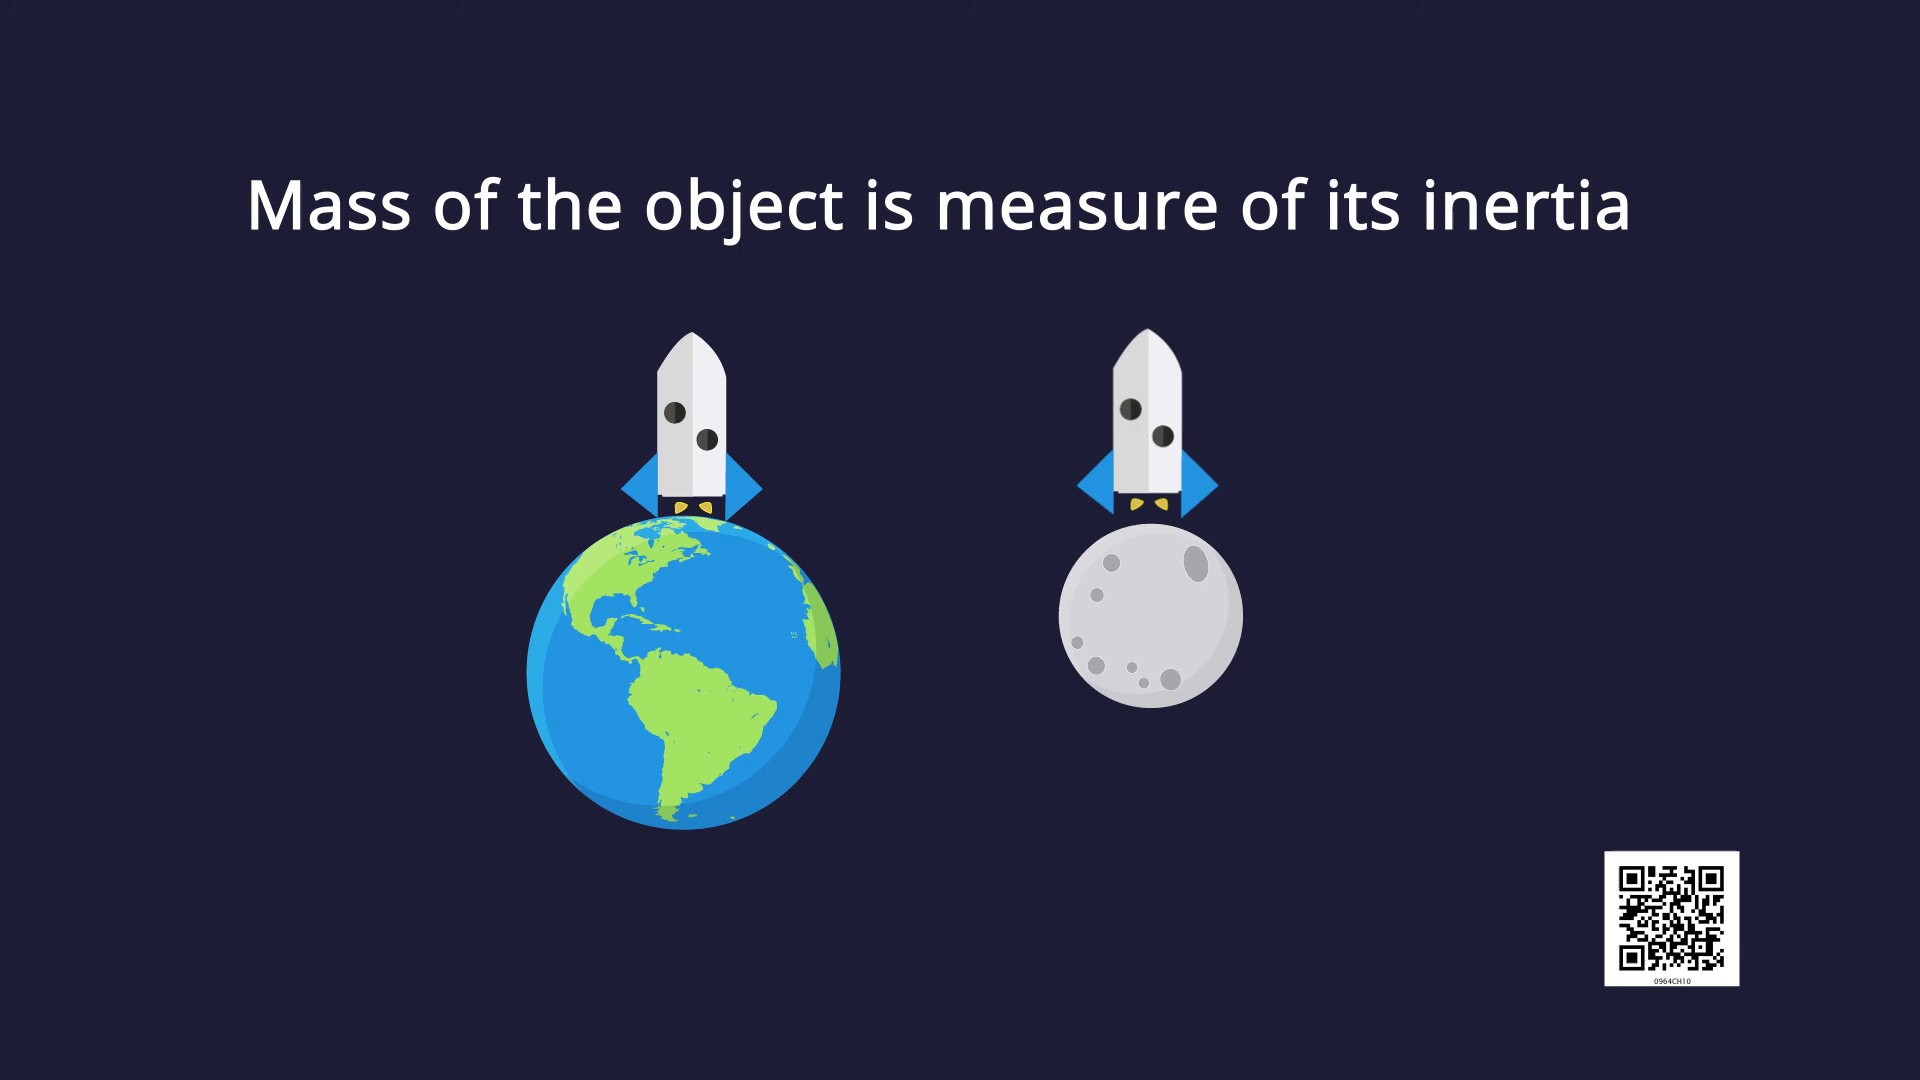 Mass of the object is measure of its inertia
0964CH10